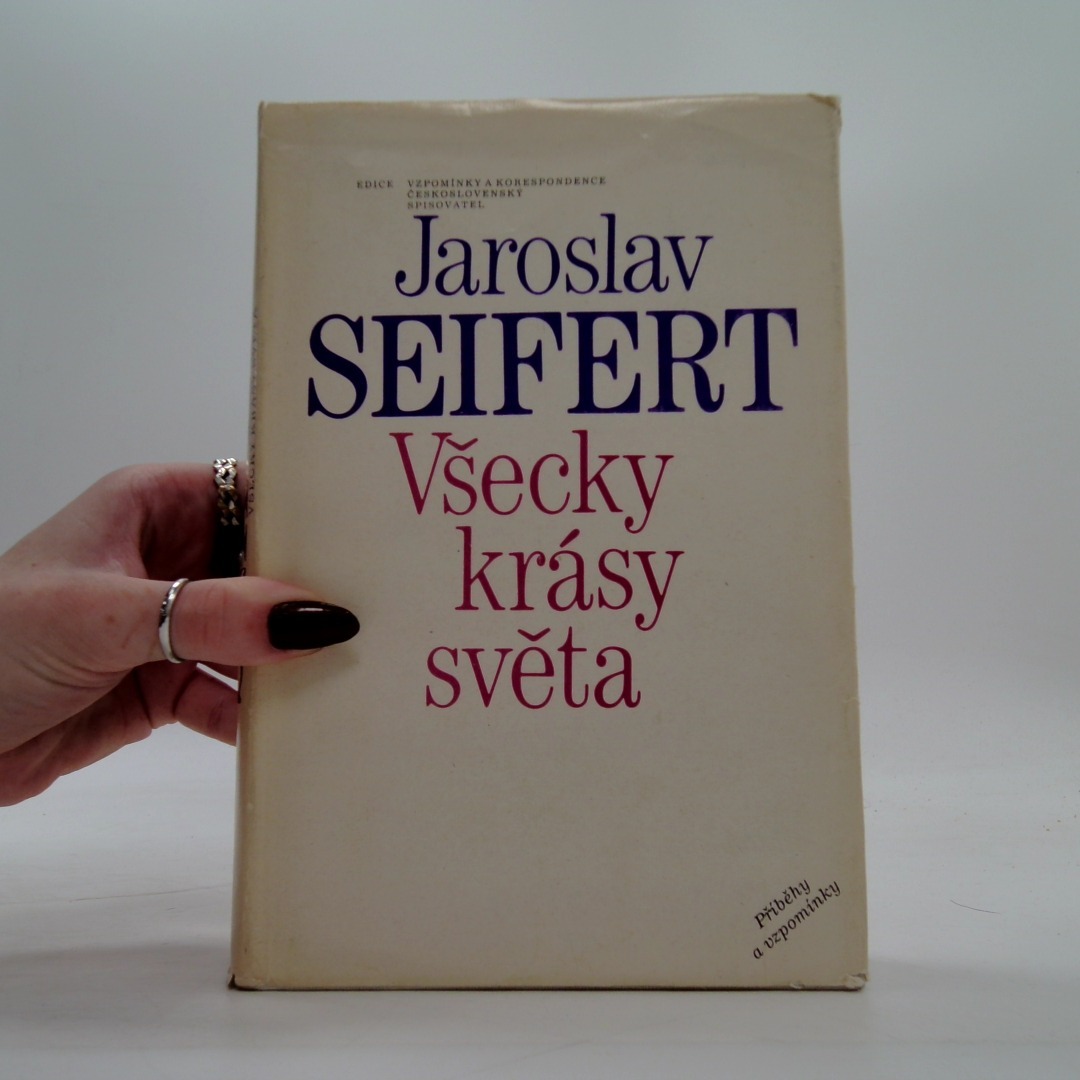 EDICE VZPOMÍNKY A KORESPONDENCE
ČESKOSLOVENSKÝ
SPISOVATEL
Jaroslav
SEIFERT
Všecky
krásy
světa
Příběhy
a vzpomínky